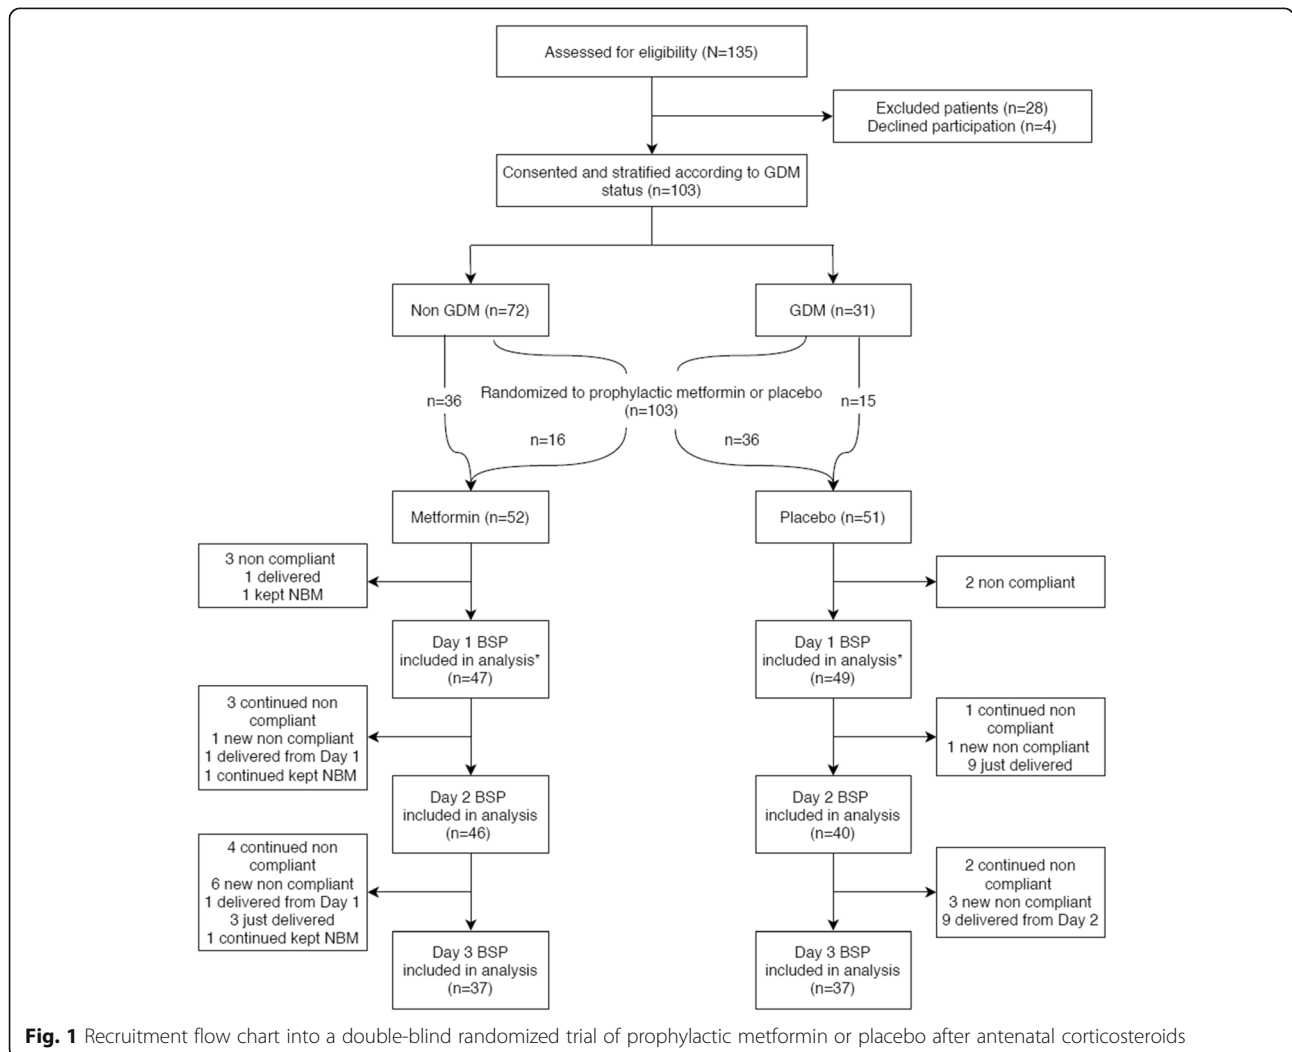 Assessed for eligibility (N=135)
Excluded patients (n=28)
Declined participation (n=4)
Consented and stratified according to GDM
status (n=103)
Non GDM (n=72)
GDM (n=31)
n=36
Randomized to prophylactic metformin or placebo
(n=103)
n=15
n=16
n=36
Metformin (n=52)
Placebo (n=51)
3 non compliant
1 delivered
1 kept NBM
2 non compliant
Day 1 BSP
included in analysis*
(n=47)
Day 1 BSP
included in analysis*
(n=49)
3 continued non
compliant
1 new non compliant
1 delivered from Day 1
1 continued kept NBM
1 continued non
compliant
1 new non compliant
9 just delivered
Day 2 BSP
included in analysis
(n=46)
Day 2 BSP
included in analysis
(n=40)
4 continued non
compliant
6 new non compliant
1 delivered from Day 1
3 just delivered
1 continued kept NBM
2 continued non
compliant
3 new non compliant
9 delivered from Day 2
Day 3 BSP
included in analysis
(n=37)
Day 3 BSP
included in analysis
(n=37)
Fig. 1 Recruitment flow chart into a double-blind randomized trial of prophylactic metformin or placebo after antenatal corticosteroids